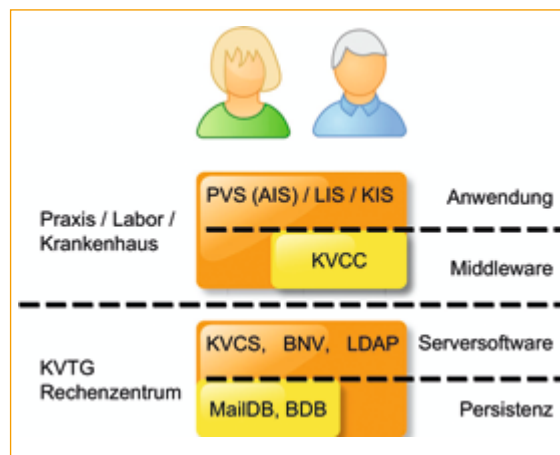 PVS (AIS) / LIS / KIS
Anwendung
Praxis / Labor /
Krankenhaus
KVCC
Middleware
KVCS, BNV, LDAP
Serversoftware
KVTG
Rechenzentrum
MailDB, BDB
Persistenz